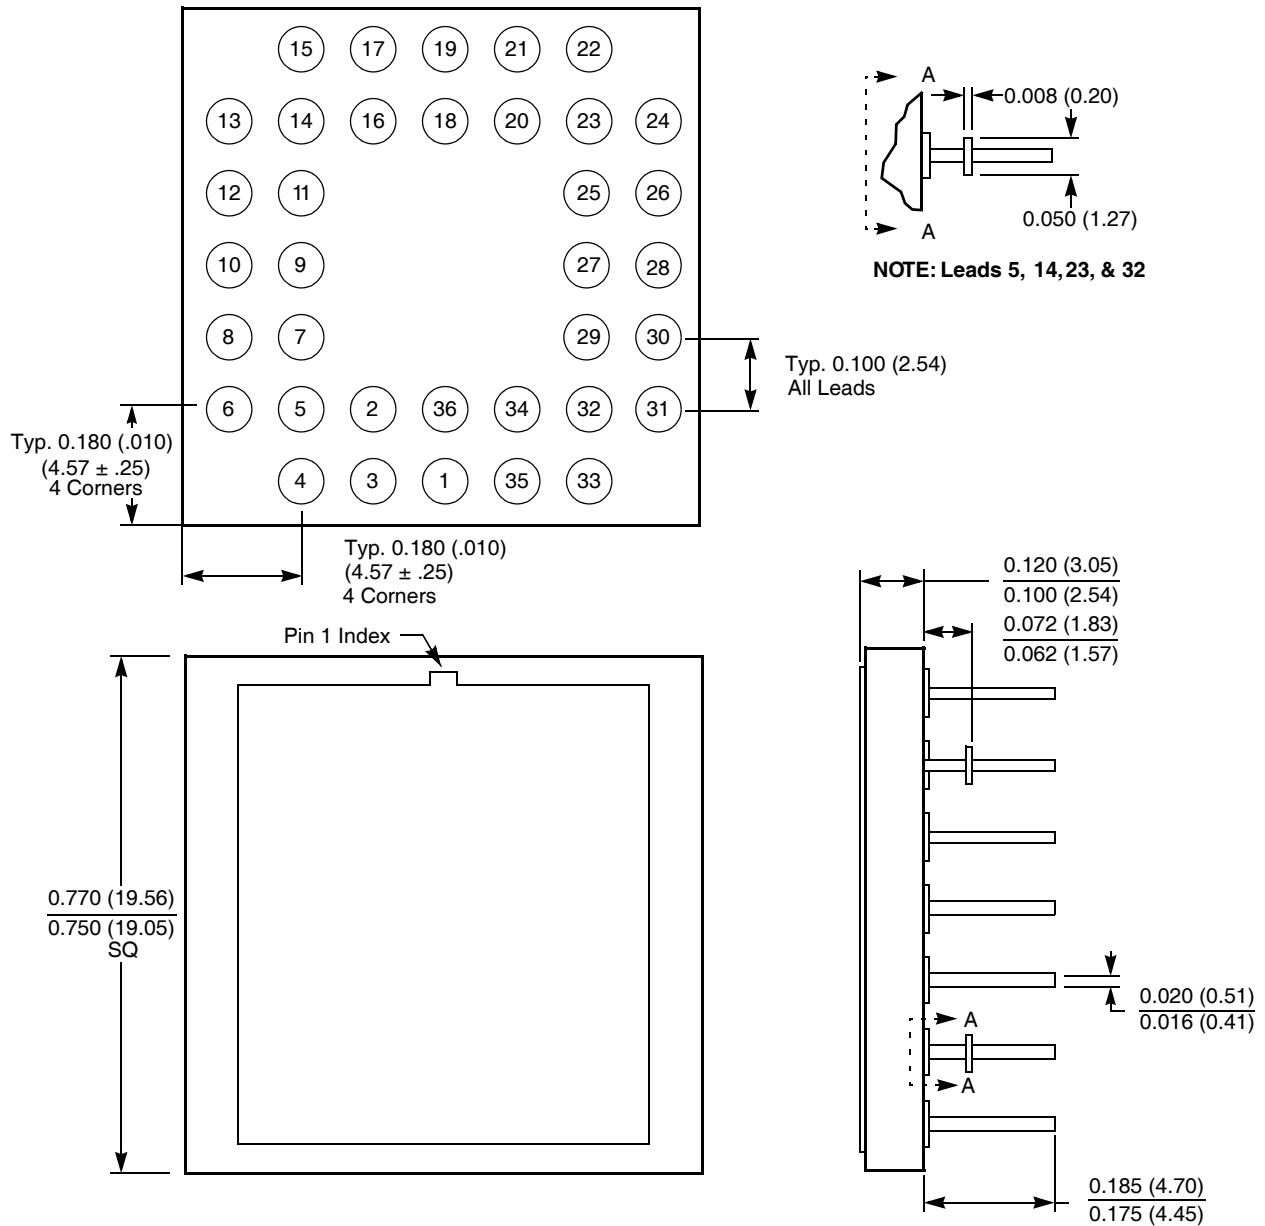 15 17 19 21 22
13 14 16 18 20 23 24
12 11 25 26
10 9 27 28
8 7 29 30
6 5 2 36 34 32 31
4 3 1 35 33
Typ. 0.180 (.010)
(4.57 ± .25)
4 Corners
Typ. 0.180 (.010)
(4.57 ± .25)
4 Corners
Typ. 0.100 (2.54)
All Leads
A
0.008 (0.20)
0.050 (1.27)
A
NOTE: Leads 5, 14, 23, & 32
Pin 1 Index
0.770 (19.56)
0.750 (19.05)
SQ
0.120 (3.05)
0.100 (2.54)
0.072 (1.83)
0.062 (1.57)
0.020 (0.51)
0.016 (0.41)
A
A
0.185 (4.70)
0.175 (4.45)